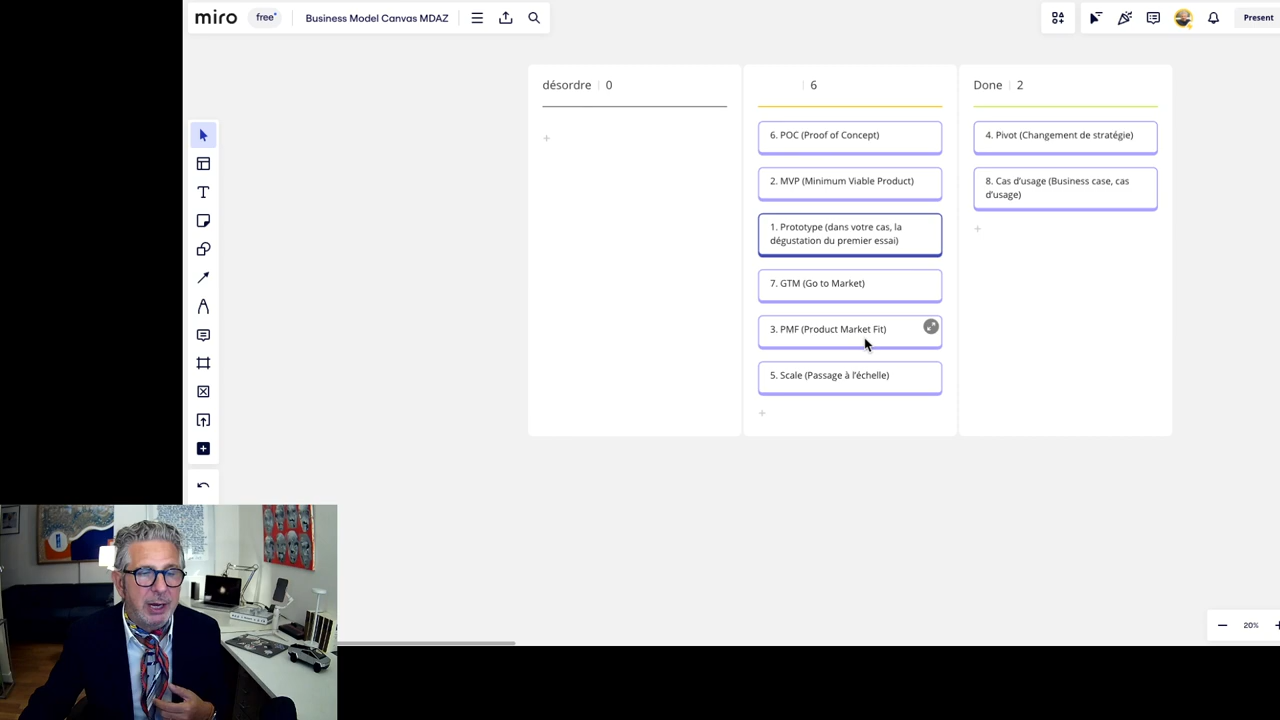 miro free* Business Model Canvas MDAZ
Present
désordre 0
6
Done 2
6. POC (Proof of Concept)
2. MVP (Minimum Viable Product)
1. Prototype (dans votre cas, la
dégustation du premier essai)
7. GTM (Go to Market)
3. PMF (Product Market Fit)
5. Scale (Passage à l'échelle)
4. Pivot (Changement de stratégie)
8. Cas d'usage (Business case, cas
d'usage)
20%